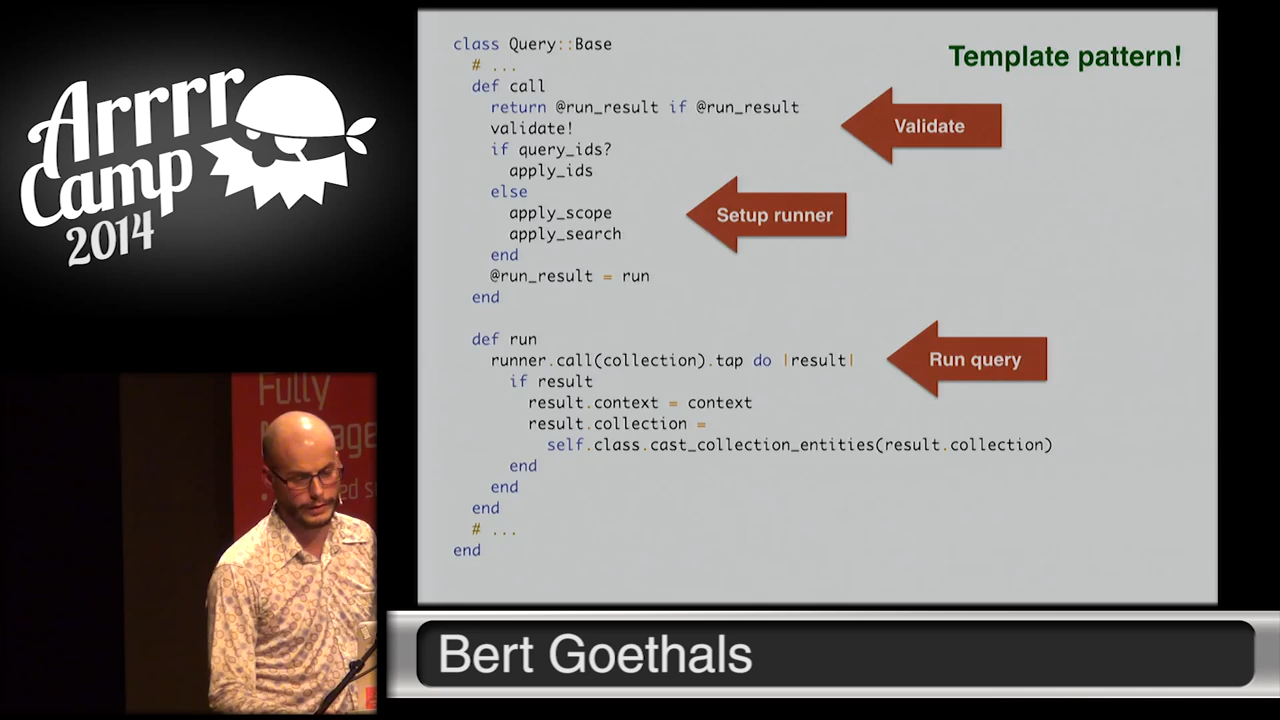 Arrrr
Camp
2014
class Query::Base
# ...
def call
return @run_result if @run_result
validate!
if query_ids?
apply_ids
else
apply_scope
apply_search
end
@run_result = run
end
def run
runner.call(collection).tap do |result|
if result
result.context = context
result.collection =
self.class.cast_collection_entities(result.collection)
end
end
end
# ...
end
Template pattern!
Validate
Setup runner
Run query
Fully
Bert Goethals